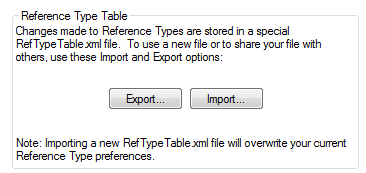 Reference Type Table
Changes made to Reference Types are stored in a special
RefTypeTable.xml file.  To use a new file or to share your file with
others, use these Import and Export options:
Export...
Import...
Note: Importing a new RefTypeTable.xml file will overwrite your current
Reference Type preferences.